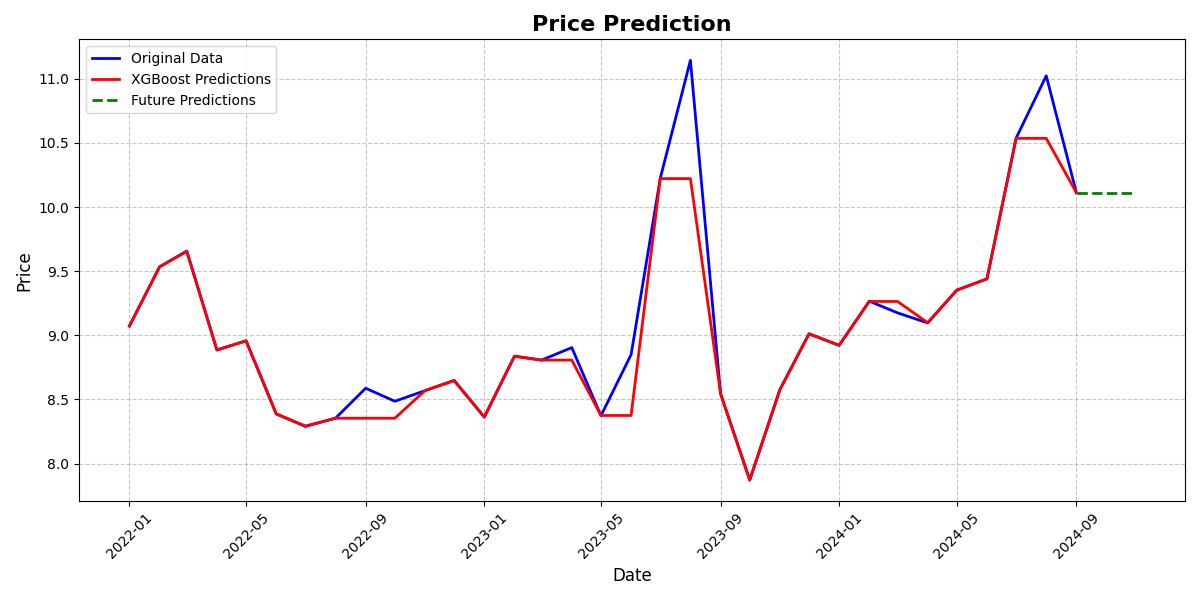 Price Prediction
Original Data
XGBoost Predictions
Future Predictions
Price
11.0
10.5
10.0
9.5
9.0
8.5
8.0
2022-01
2022-05
2022-09
2023-01
2023-05
2023-09
2024-01
2024-05
2024-09
Date